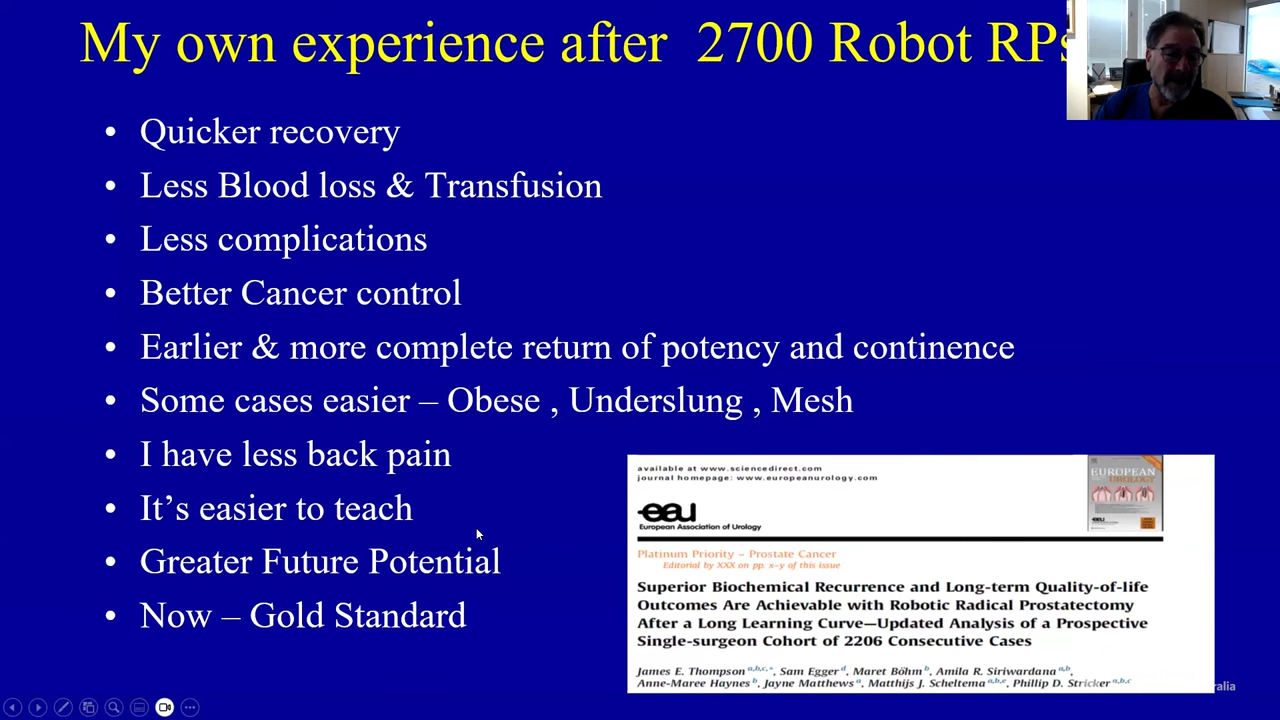 My own experience after 2700 Robot RPs
• Quicker recovery
• Less Blood loss & Transfusion
• Less complications
• Better Cancer control
• Earlier & more complete return of potency and continence
• Some cases easier – Obese , Underslung , Mesh
• I have less back pain
• It’s easier to teach
• Greater Future Potential
• Now – Gold Standard
available at www.sciencedirect.com
journal homepage: www.europeanurology.com
EUROPEAN
UROLOGY
eau
European Association of Urology
Platinum Priority – Prostate Cancer
Editorial by XXX on pp. x–y of this issue
Superior Biochemical Recurrence and Long-term Quality-of-life
Outcomes Are Achievable with Robotic Radical Prostatectomy
After a Long Learning Curve—Updated Analysis of a Prospective
Single-surgeon Cohort of 2206 Consecutive Cases
James E. Thompson a,b,c,*, Sam Egger d, Maret Böhm b, Amila R. Siriwardana a,b,
Anne-Maree Haynes b, Jayne Matthews a, Matthijs J. Scheltema a,b,e, Phillip D. Stricker a,b,c
ralia